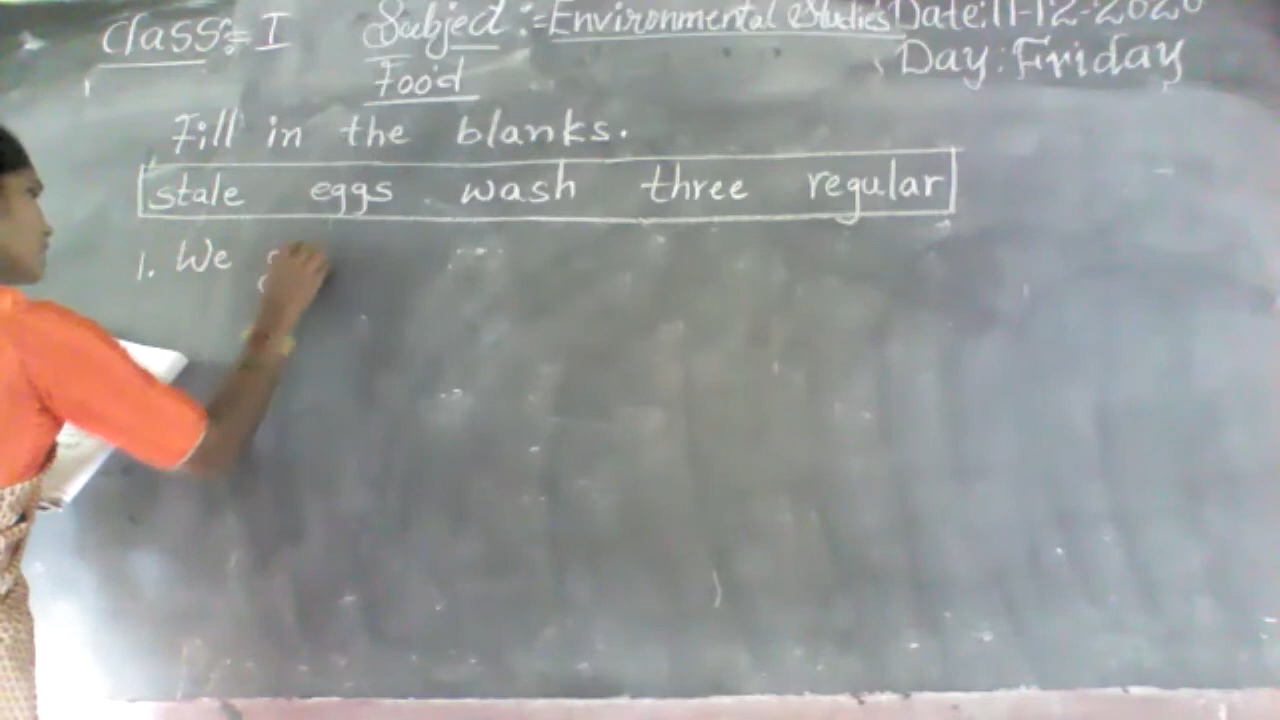 Class:= I Subject:= Environmental Studies Date:11-12-2020
Food Day: Friday
Fill in the blanks.
stale eggs wash three regular
1. We g